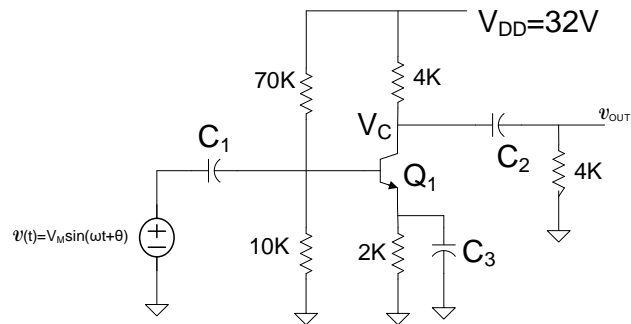 V_DD=32V
70K
4K
V_C
v_OUT
C_1
C_2
Q_1
4K
v(t)=V_M sin(ωt+θ)
10K
2K
C_3